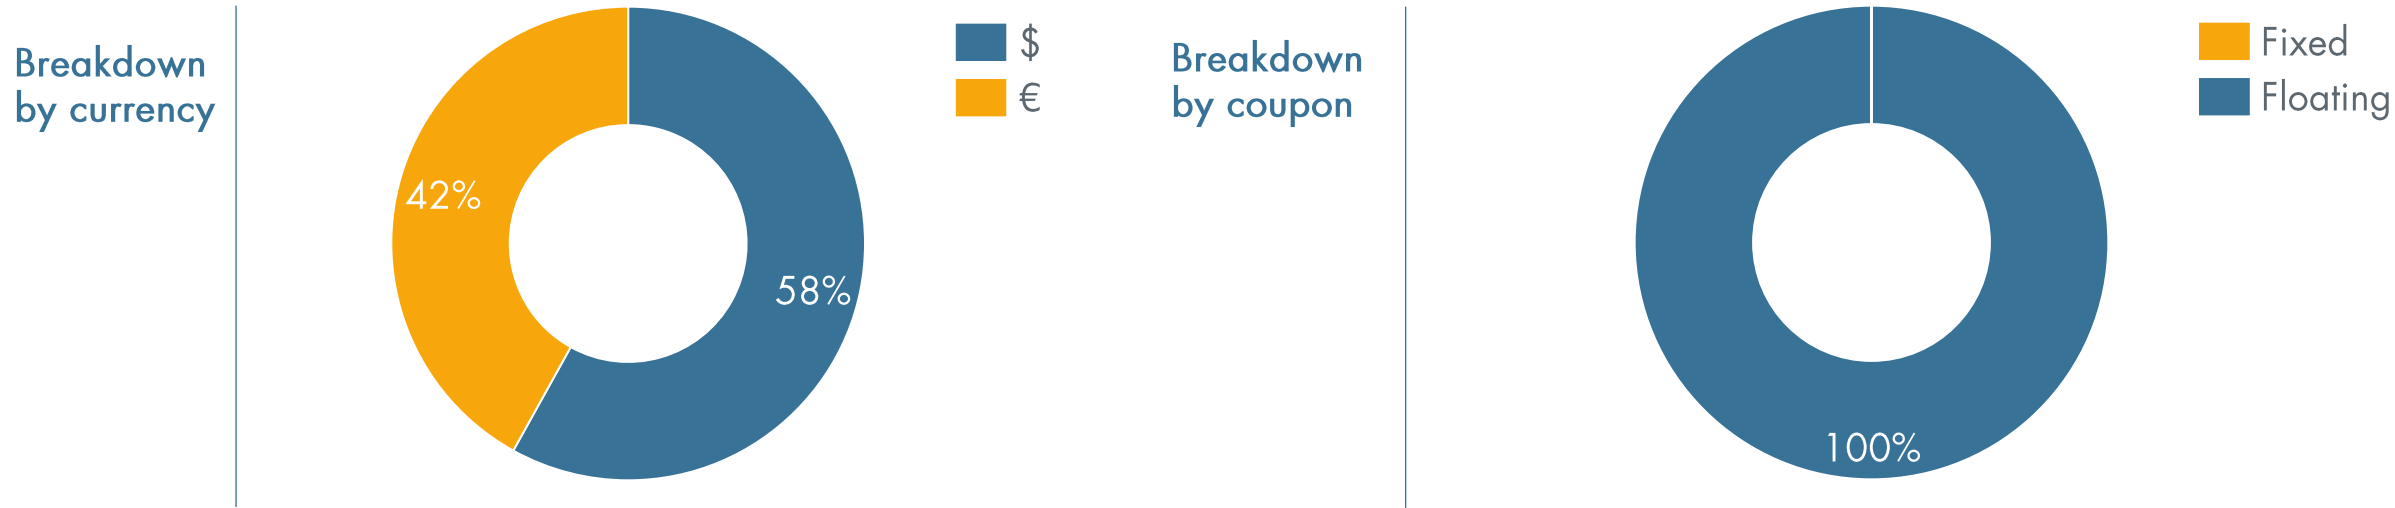 Breakdown
by currency
42%
58%
$
€
Breakdown
by coupon
100%
Fixed
Floating